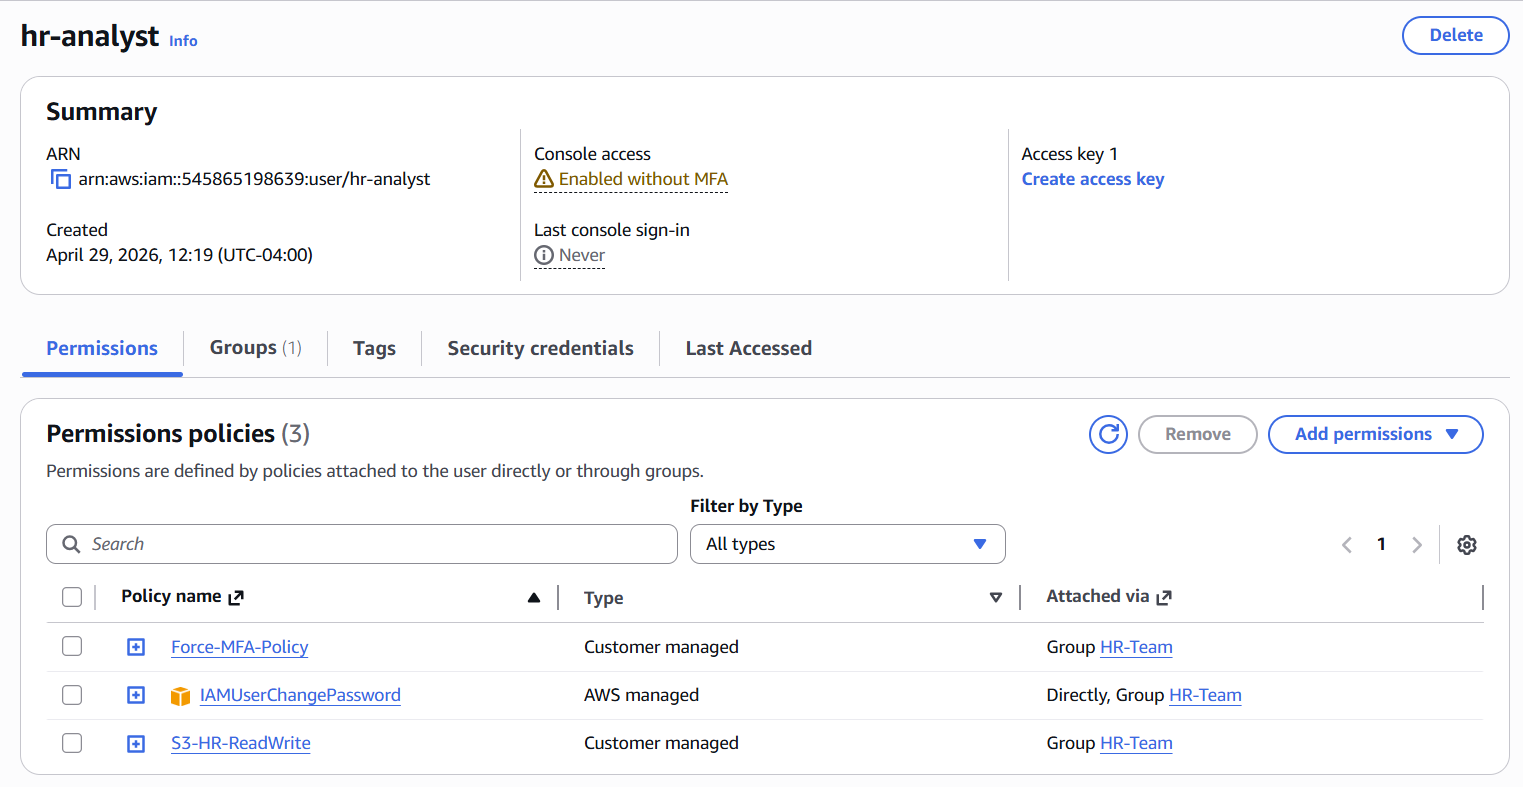 hr-analyst Info
Delete
Summary
ARN
arn:aws:iam::545865198639:user/hr-analyst
Created
April 29, 2026, 12:19 (UTC-04:00)
Console access
Enabled without MFA
Last console sign-in
Never
Access key 1
Create access key
Permissions
Groups (1)
Tags
Security credentials
Last Accessed
Permissions policies (3)
Remove
Add permissions
Permissions are defined by policies attached to the user directly or through groups.
Filter by Type
Search
All types
1
Policy name Type Attached via
Force-MFA-Policy Customer managed Group HR-Team
IAMUserChangePassword AWS managed Directly, Group HR-Team
S3-HR-ReadWrite Customer managed Group HR-Team